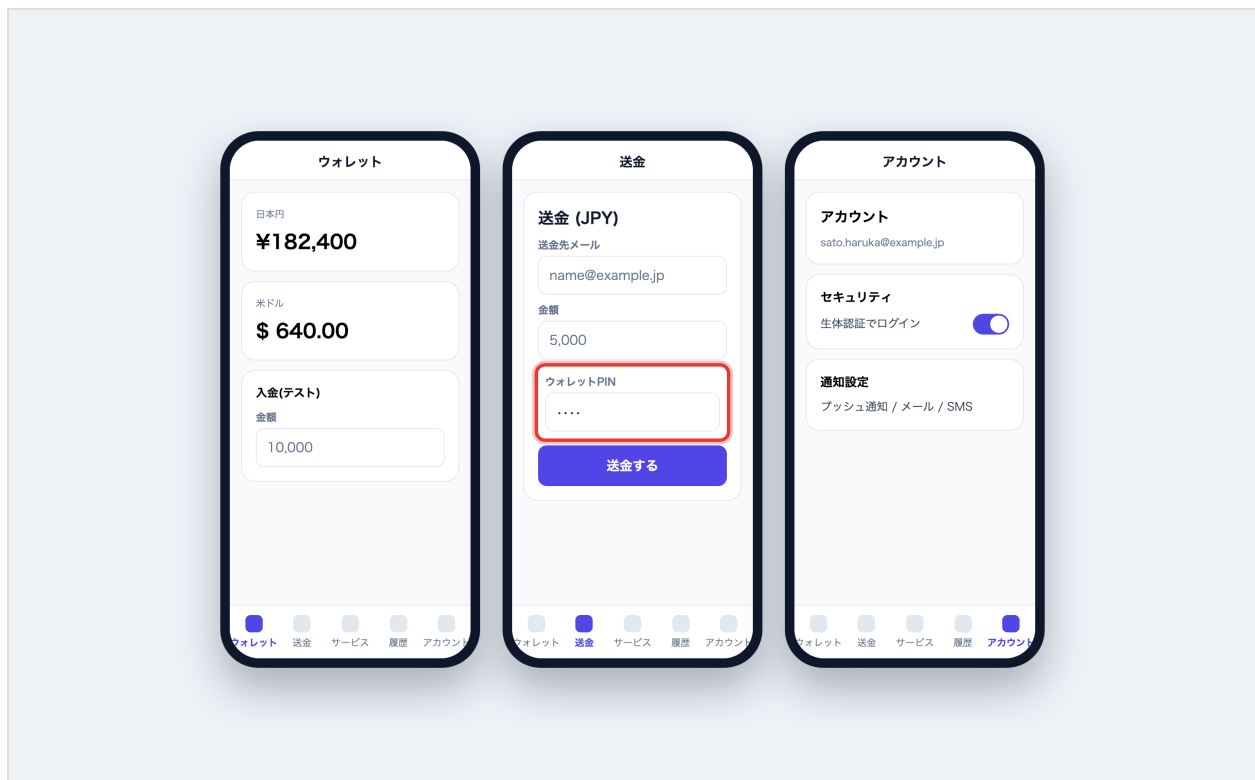 ウォレット
日本円
¥182,400
米ドル
$ 640.00
入金(テスト)
金額
10,000
ウォレット 送金 サービス 履歴 アカウント
送金
送金 (JPY)
送金先メール
name@example.jp
金額
5,000
ウォレットPIN
····
送金する
ウォレット 送金 サービス 履歴 アカウント
アカウント
アカウント
sato.haruka@example.jp
セキュリティ
生体認証でログイン
通知設定
プッシュ通知 / メール / SMS
ウォレット 送金 サービス 履歴 アカウント